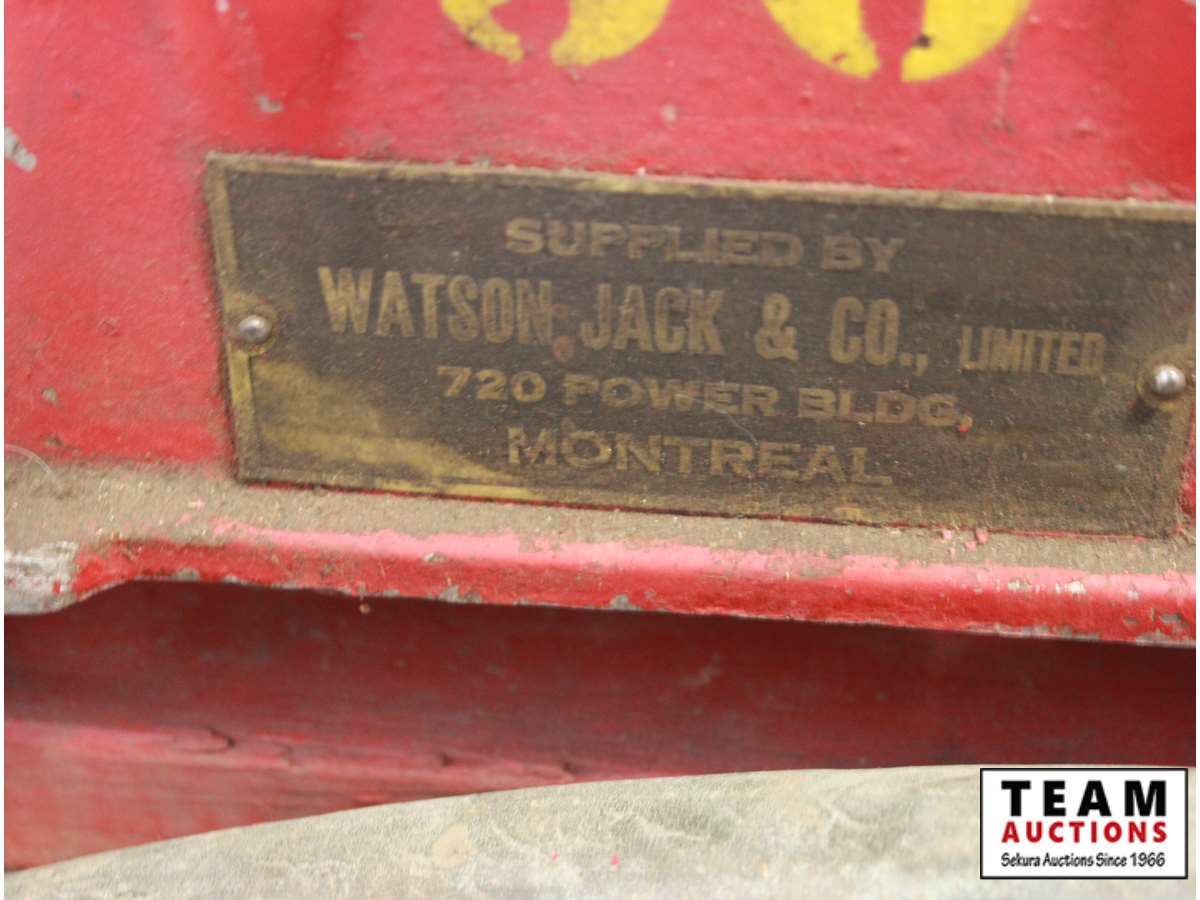 SUPPLIED BY
WATSON, JACK & CO., LIMITED
720 POWER BLDG,
MONTREAL
TEAM
AUCTIONS
Sekura Auctions Since 1966